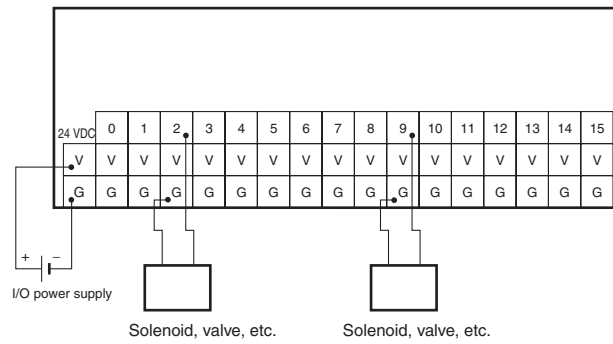 24 VDC 0 1 2 3 4 5 6 7 8 9 10 11 12 13 14 15
V V V V V V V V V V V V V V V V V
G G G G G G G G G G G G G G G G G
+ −
I/O power supply
Solenoid, valve, etc. Solenoid, valve, etc.